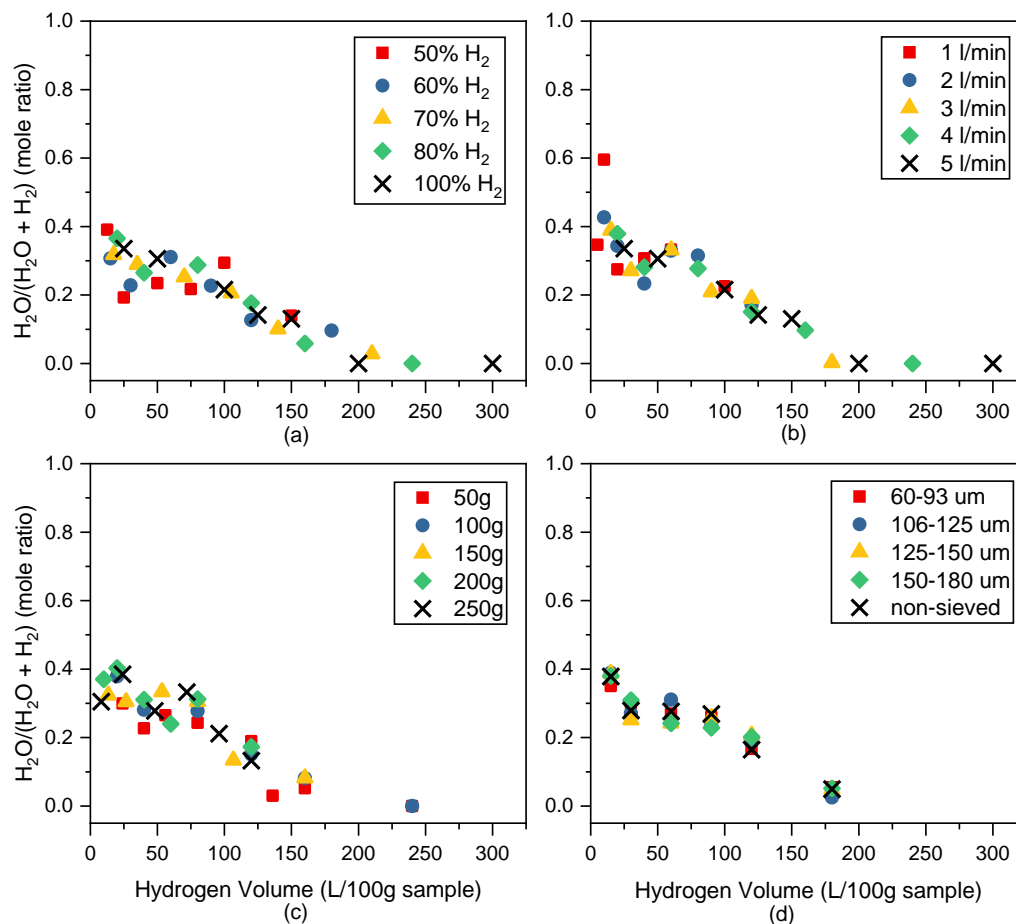 H₂O/(H₂O + H₂) (mole ratio)
1.0
0.8
0.6
0.4
0.2
0.0
0 50 100 150 200 250 300
50% H₂
60% H₂
70% H₂
80% H₂
100% H₂
(a)
1.0
0.8
0.6
0.4
0.2
0.0
0 50 100 150 200 250 300
1 l/min
2 l/min
3 l/min
4 l/min
5 l/min
(b)
H₂O/(H₂O + H₂) (mole ratio)
1.0
0.8
0.6
0.4
0.2
0.0
0 50 100 150 200 250 300
50g
100g
150g
200g
250g
Hydrogen Volume (L/100g sample)
(c)
1.0
0.8
0.6
0.4
0.2
0.0
0 50 100 150 200 250 300
60-93 um
106-125 um
125-150 um
150-180 um
non-sieved
Hydrogen Volume (L/100g sample)
(d)